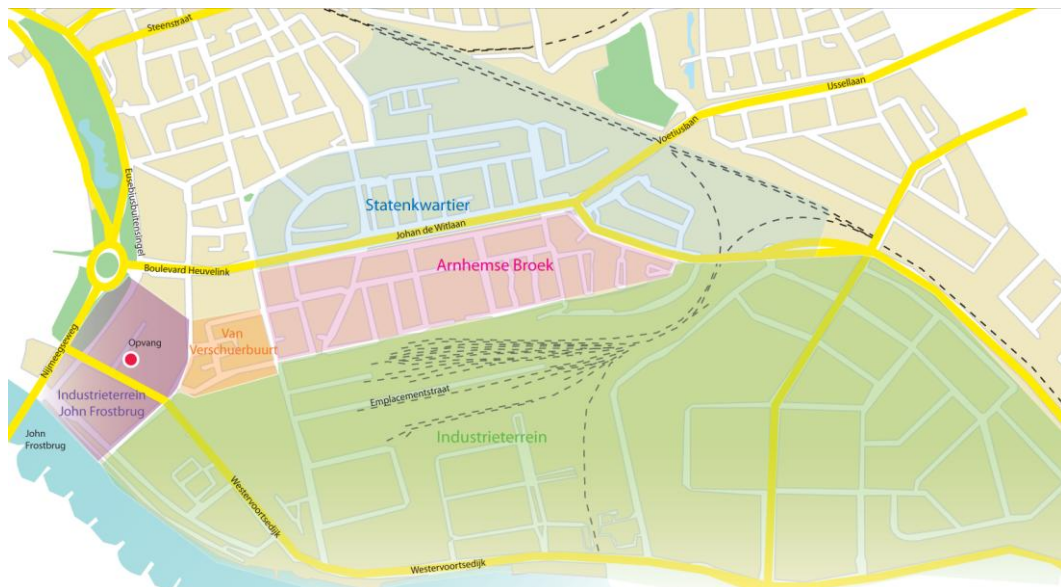 Steenstraat
IJssellaan
Voetiuslaan
Eusebiusbuitensingel
Statenkwartier
Johan de Witlaan
Boulevard Heuvelink
Arnhemse Broek
Nijmeegseweg
Opvang
Van
Verschuerbuurt
Industrieterrein
John Frostbrug
Emplacementstraat
John
Frostbrug
Industrieterrein
Westervoortsedijk
Westervoortsedijk